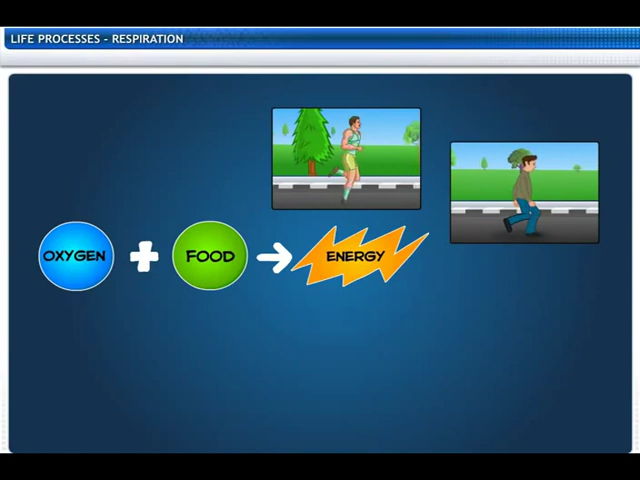 LIFE PROCESSES - RESPIRATION
OXYGEN + FOOD → ENERGY